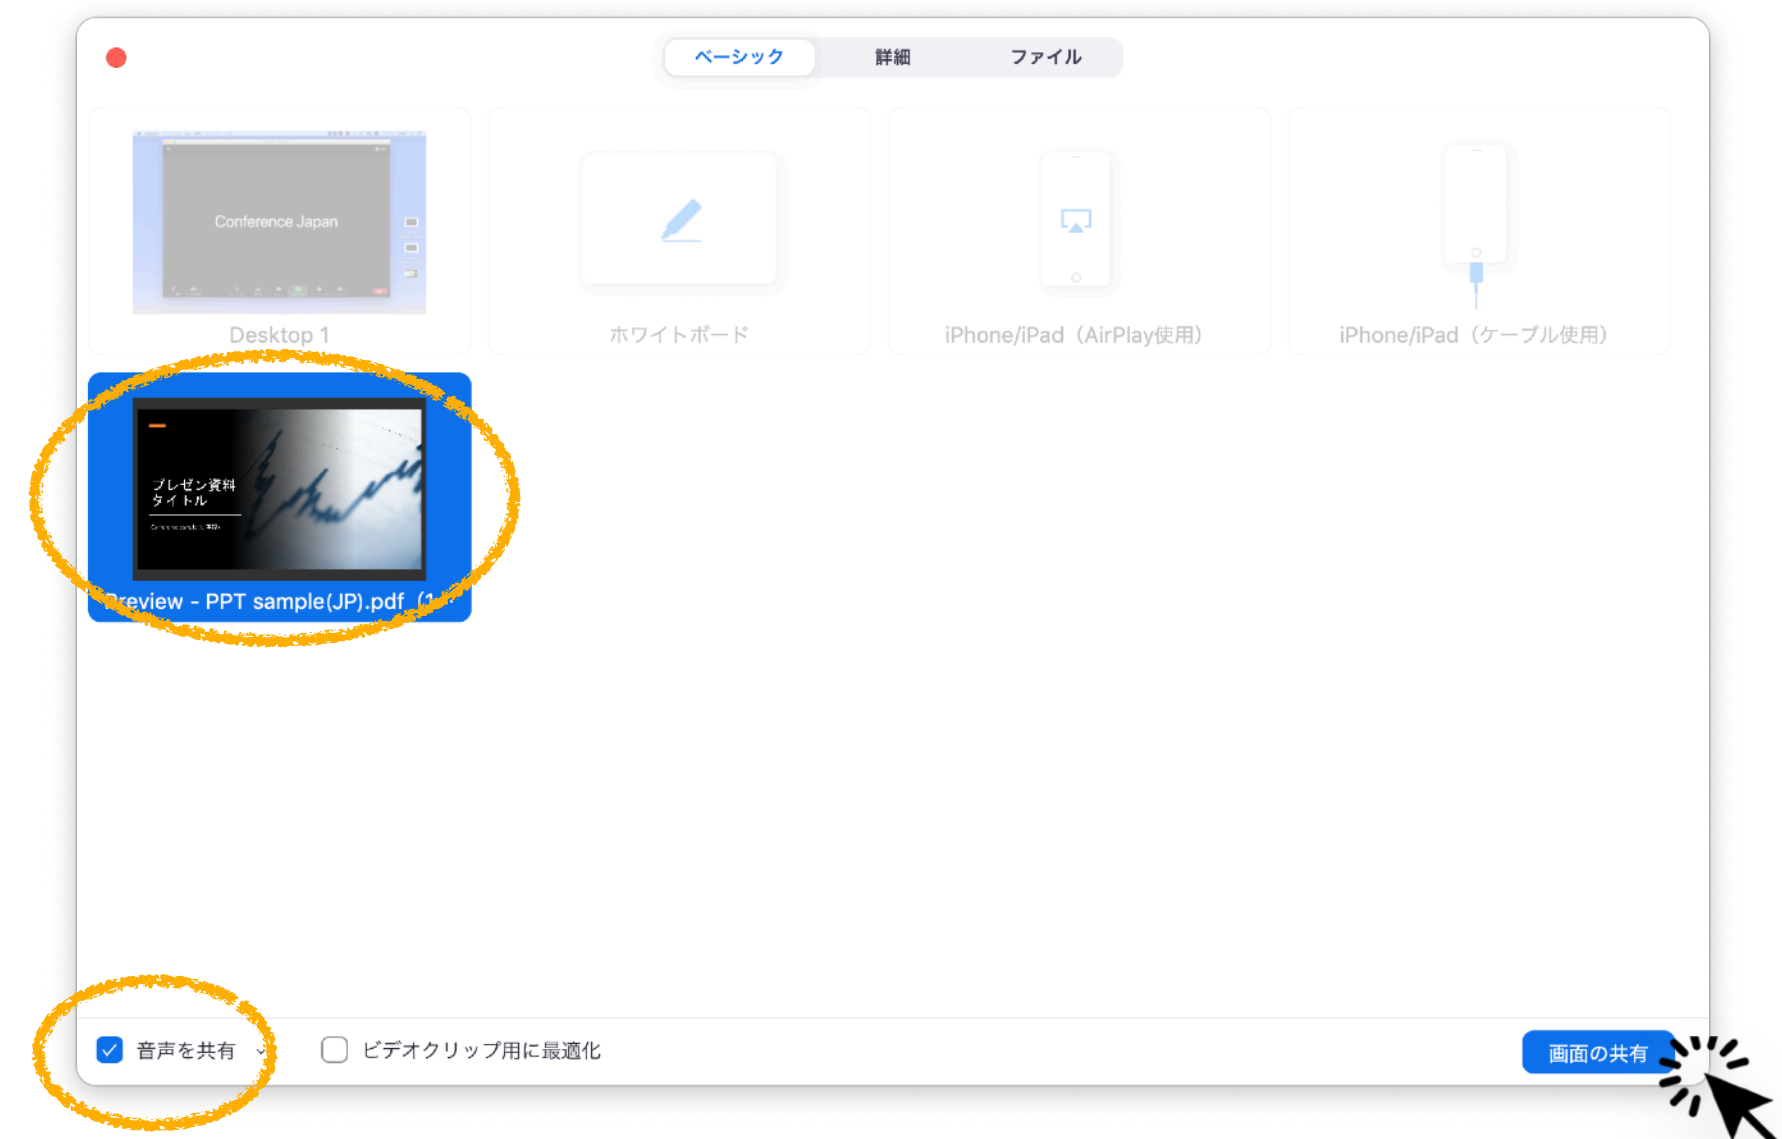 ベーシック
詳細
ファイル
Conference Japan
Desktop 1
ホワイトボード
iPhone/iPad（AirPlay使用）
iPhone/iPad（ケーブル使用）
プレゼン資料
タイトル
Preview - PPT sample(JP).pdf（1
音声を共有
ビデオクリップ用に最適化
画面の共有